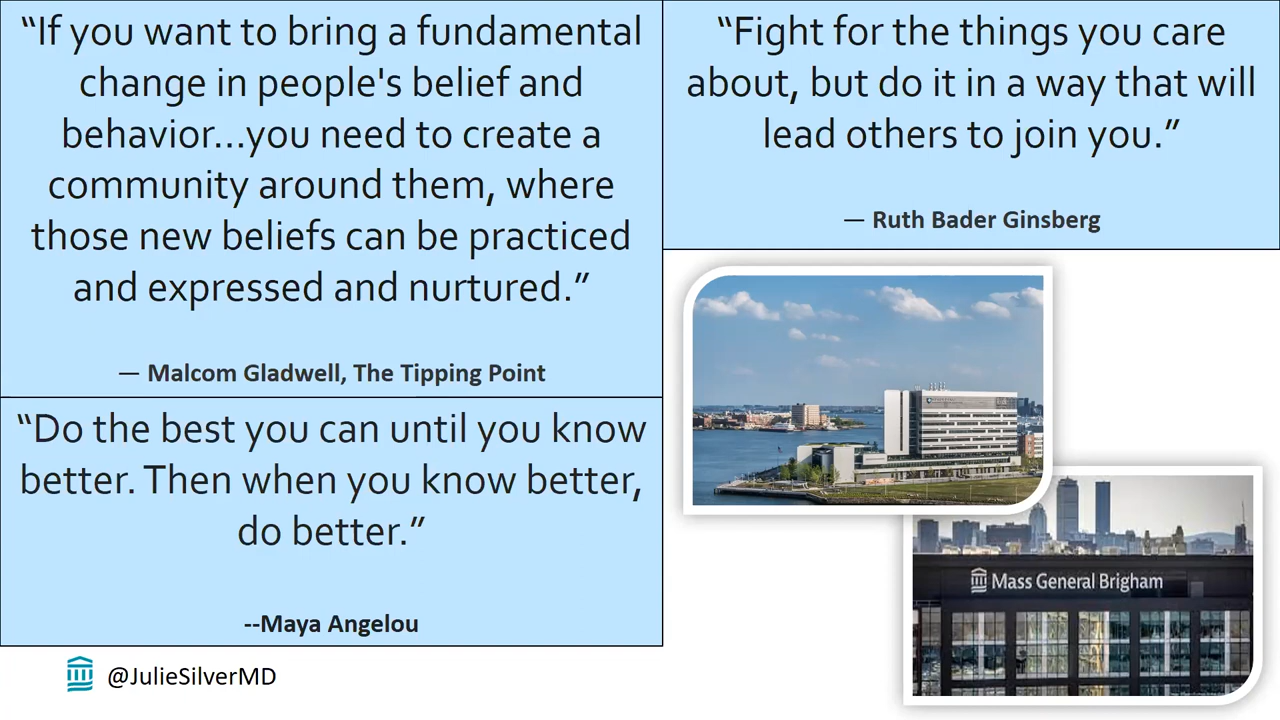 “If you want to bring a fundamental
change in people's belief and
behavior...you need to create a
community around them, where
those new beliefs can be practiced
and expressed and nurtured.”
— Malcom Gladwell, The Tipping Point
“Do the best you can until you know
better. Then when you know better,
do better.”
--Maya Angelou
“Fight for the things you care
about, but do it in a way that will
lead others to join you.”
— Ruth Bader Ginsberg
Mass General Brigham
@JulieSilverMD